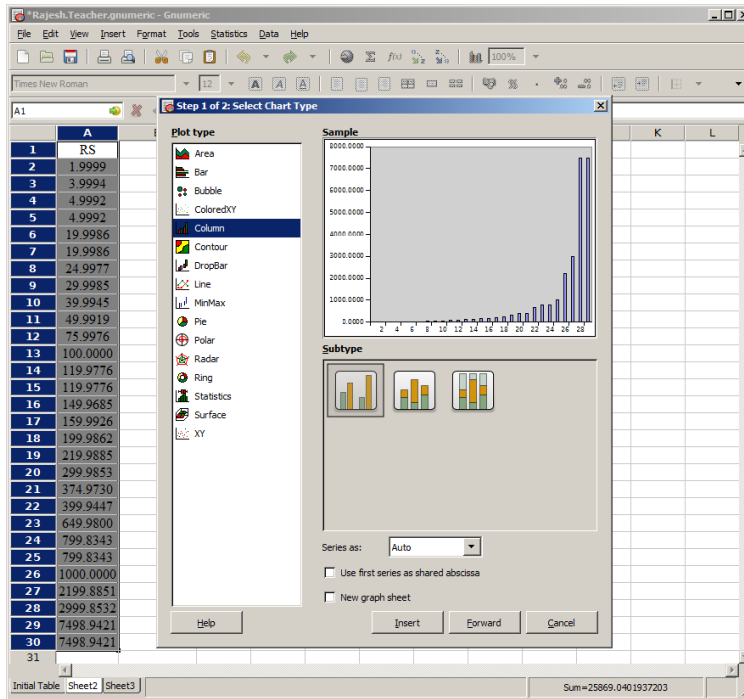 *Rajesh.Teacher.gnumeric - Gnumeric
File Edit View Insert Format Tools Statistics Data Help
f(x) 100%
Times New Roman 12
A1
Step 1 of 2: Select Chart Type
A K L
1 RS
2 1.9999
3 3.9994
4 4.9992
5 4.9992
6 19.9986
7 19.9986
8 24.9977
9 29.9985
10 39.9945
11 49.9919
12 75.9976
13 100.0000
14 119.9776
15 119.9776
16 149.9685
17 159.9926
18 199.9862
19 219.9885
20 299.9853
21 374.9730
22 399.9447
23 649.9800
24 799.8343
25 799.8343
26 1000.0000
27 2199.8851
28 2999.8532
29 7498.9421
30 7498.9421
31
Plot type
Area
Bar
Bubble
ColoredXY
Column
Contour
DropBar
Line
MinMax
Pie
Polar
Radar
Ring
Statistics
Surface
XY
Sample
8000.0000
7000.0000
6000.0000
5000.0000
4000.0000
3000.0000
2000.0000
1000.0000
0.0000
2 4 6 8 10 12 14 16 18 20 22 24 26 28
Subtype
Series as: Auto
Use first series as shared abscissa
New graph sheet
Help Insert Forward Cancel
Initial Table Sheet2 Sheet3 Sum=25869.0401937203